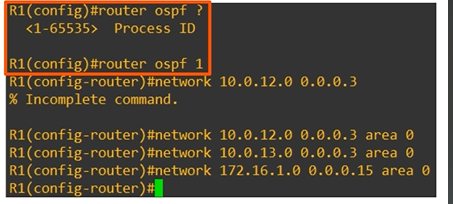 R1(config)#router ospf ?
<1-65535> Process ID
R1(config)#router ospf 1
R1(config-router)#network 10.0.12.0 0.0.0.3
% Incomplete command.
R1(config-router)#network 10.0.12.0 0.0.0.3 area 0
R1(config-router)#network 10.0.13.0 0.0.0.3 area 0
R1(config-router)#network 172.16.1.0 0.0.0.15 area 0
R1(config-router)#